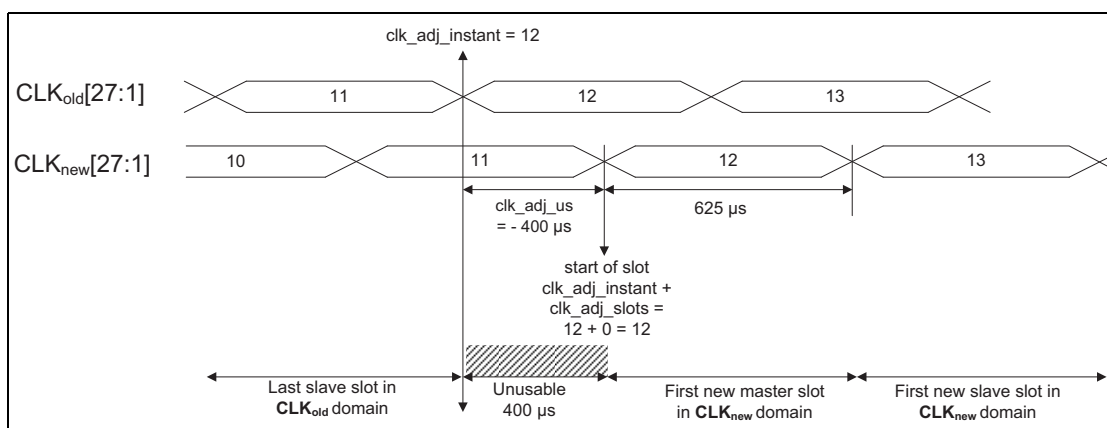 clk_adj_instant = 12
CLKold[27:1]
11
12
13
CLKnew[27:1]
10
11
12
13
clk_adj_us
= - 400 µs
625 µs
start of slot
clk_adj_instant +
clk_adj_slots =
12 + 0 = 12
Last slave slot in
CLKold domain
Unusable
400 µs
First new master slot
in CLKnew domain
First new slave slot in
CLKnew domain